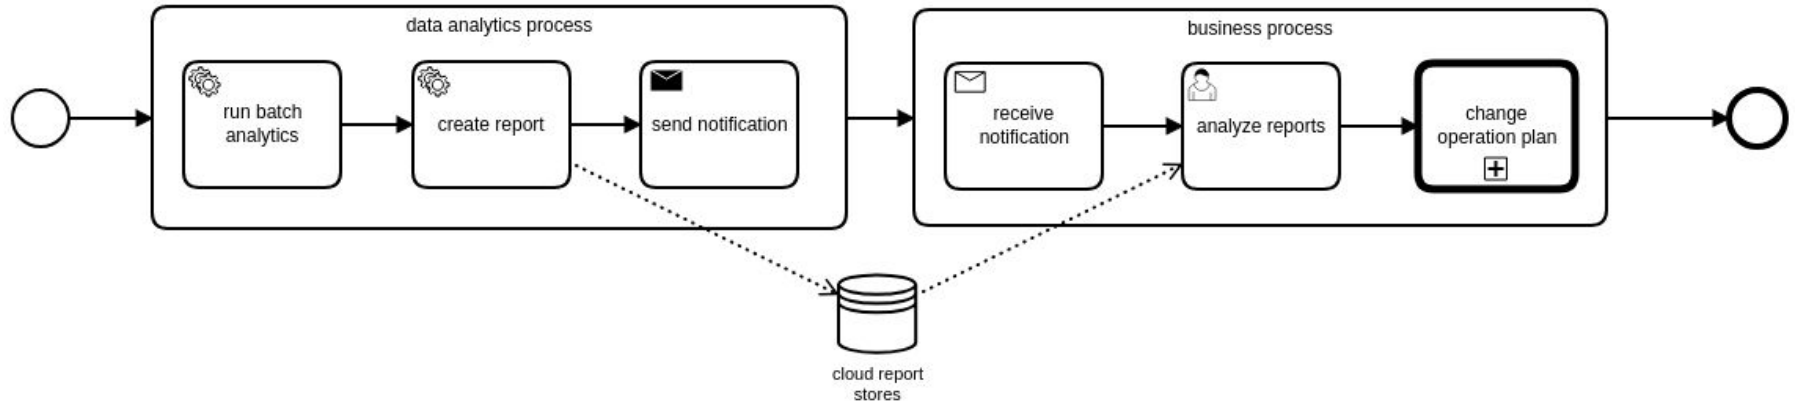 data analytics process
run batch
analytics
create report
send notification
business process
receive
notification
analyze reports
change
operation plan
cloud report
stores